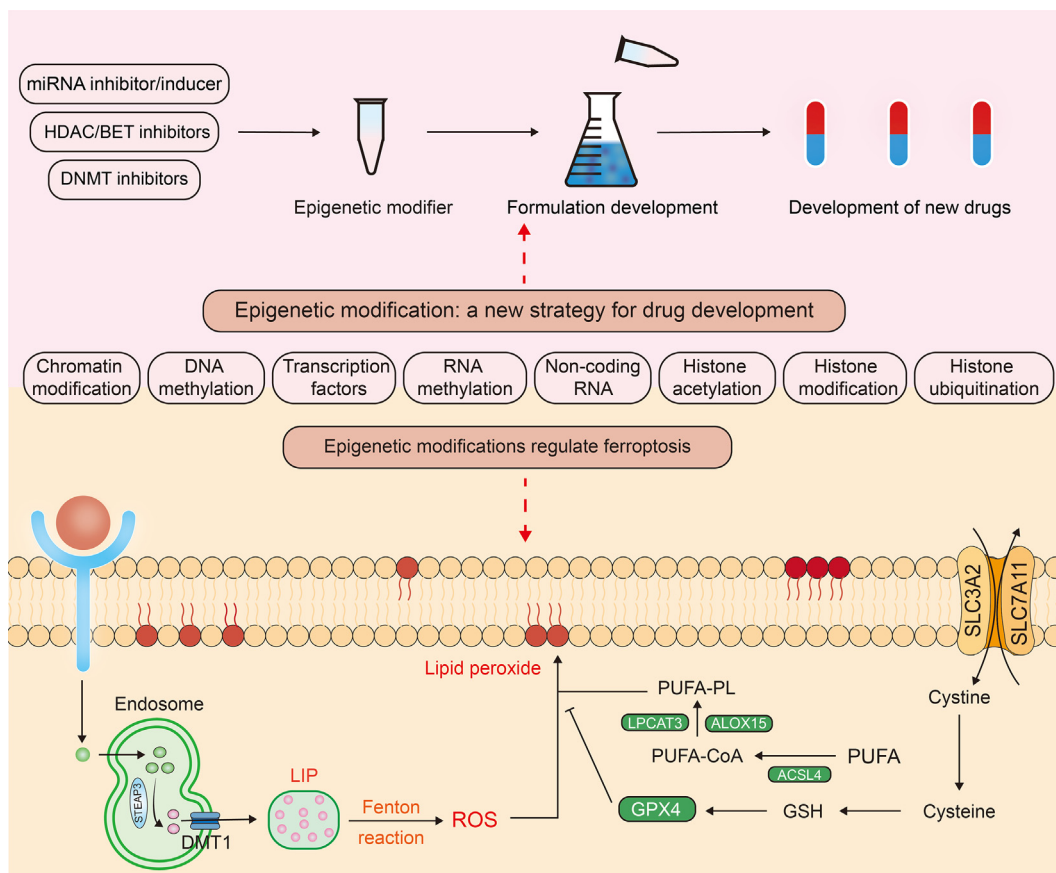 miRNA inhibitor/inducer
HDAC/BET inhibitors
DNMT inhibitors
Epigenetic modifier
Formulation development
Development of new drugs
Epigenetic modification: a new strategy for drug development
Chromatin
modification
DNA
methylation
Transcription
factors
RNA
methylation
Non-coding
RNA
Histone
acetylation
Histone
modification
Histone
ubiquitination
Epigenetic modifications regulate ferroptosis
SLC3A2
SLC7A11
Lipid peroxide
Endosome
STEAP3
DMT1
LIP
Fenton
reaction
ROS
PUFA-PL
LPCAT3
ALOX15
PUFA-CoA
PUFA
ACSL4
GPX4
GSH
Cystine
Cysteine